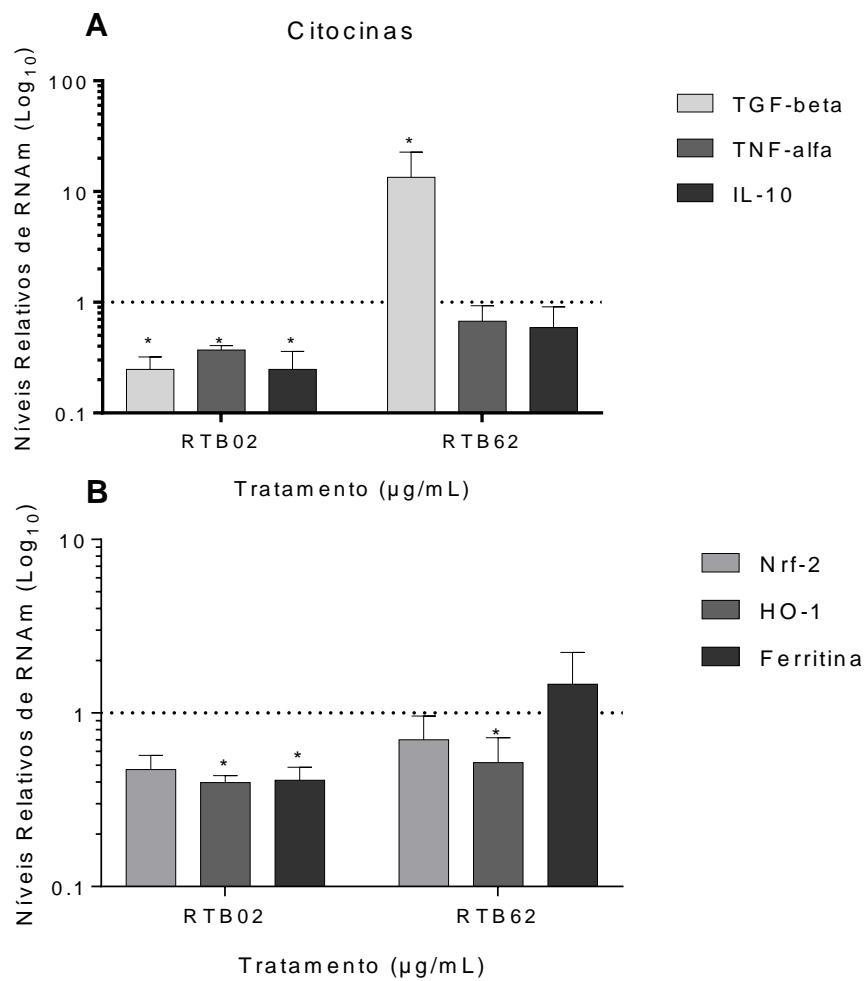 A
Citocinas
Níveis Relativos de RNAm (Log10)
100
10
1
0.1
* * * *
RTB02 RTB62
Tratamento (µg/mL)
TGF-beta
TNF-alfa
IL-10
B
Níveis Relativos de RNAm (Log10)
10
1
0.1
* * *
RTB02 RTB62
Tratamento (µg/mL)
Nrf-2
HO-1
Ferritina